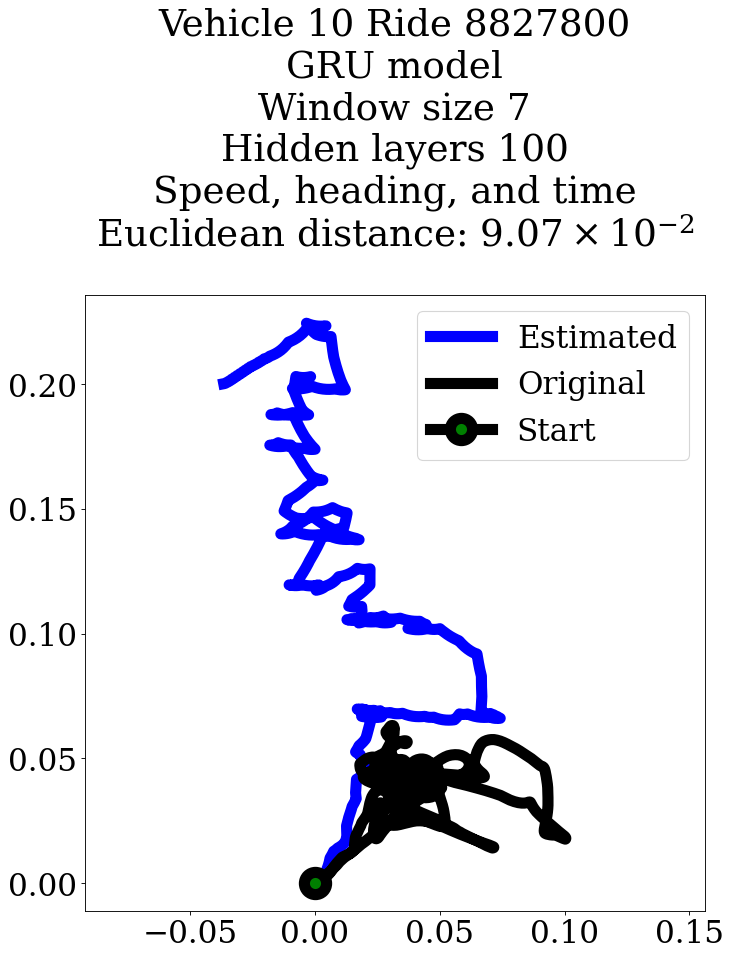 Vehicle 10 Ride 8827800
GRU model
Window size 7
Hidden layers 100
Speed, heading, and time
Euclidean distance: 9.07 × 10⁻²
Estimated
Original
Start
0.20
0.15
0.10
0.05
0.00
−0.05 0.00 0.05 0.10 0.15